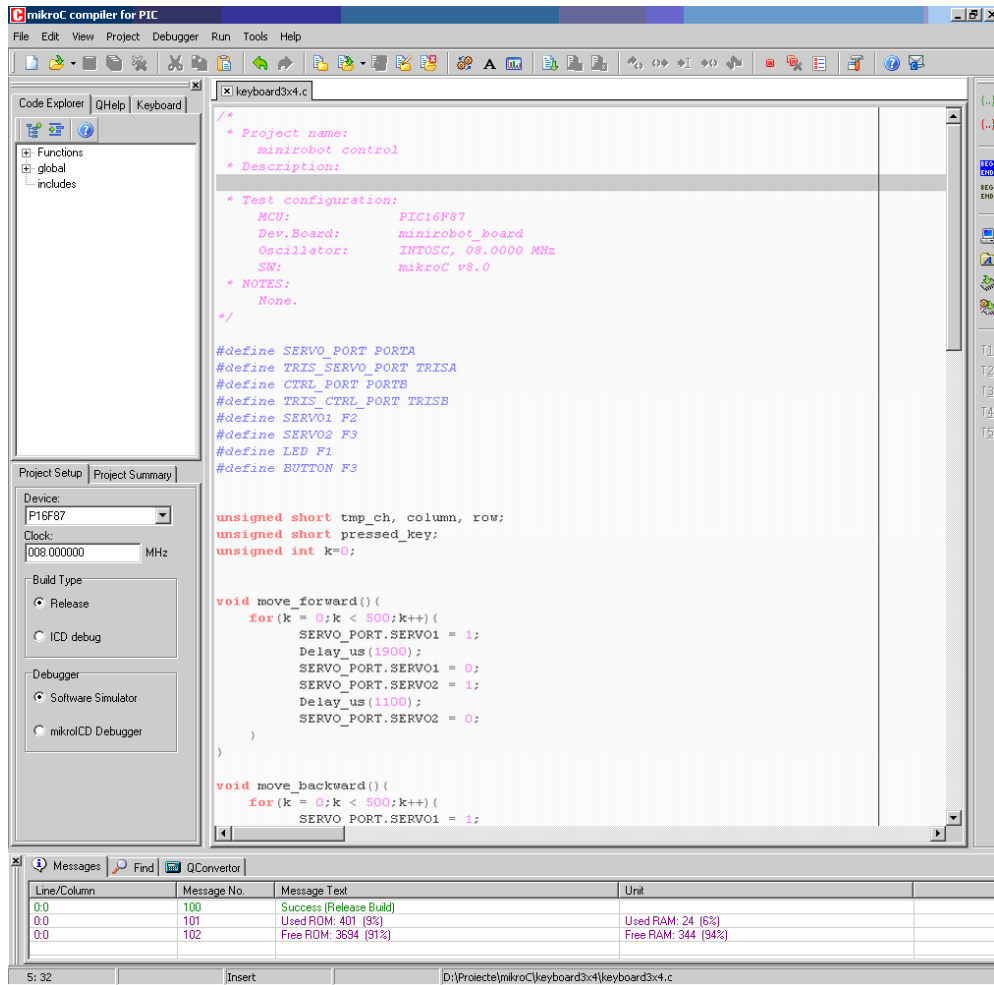 mikroC compiler for PIC
File Edit View Project Debugger Run Tools Help
Code Explorer QHelp Keyboard
keyboard3x4.c
Functions
global
includes
/*
* Project name:
minirobot control
* Description:
* Test configuration:
MCU: PIC16F87
Dev.Board: minirobot_board
Oscillator: INTOSC, 08.0000 MHz
SW: mikroC v8.0
* NOTES:
None.
*/
#define SERVO_PORT PORTA
#define TRIS_SERVO_PORT TRISA
#define CTRL_PORT PORTB
#define TRIS_CTRL_PORT TRISB
#define SERVO1 F2
#define SERVO2 F3
#define LED F1
#define BUTTON F3
unsigned short tmp_ch, column, row;
unsigned short pressed_key;
unsigned int k=0;
void move_forward(){
for(k = 0;k < 500;k++){
SERVO_PORT.SERVO1 = 1;
Delay_us(1900);
SERVO_PORT.SERVO1 = 0;
SERVO_PORT.SERVO2 = 1;
Delay_us(1100);
SERVO_PORT.SERVO2 = 0;
}
}
void move_backward(){
for(k = 0;k < 500;k++){
SERVO_PORT.SERVO1 = 1;
Project Setup Project Summary
Device:
P16F87
Clock:
008.000000 MHz
Build Type
Release
ICD debug
Debugger
Software Simulator
mikroICD Debugger
{..}
{..}
BEG
END
BEG
END
T1
T2
T3
T4
T5
Messages Find QConvertor
Line/Column Message No. Message Text Unit
0:0 100 Success (Release Build)
0:0 101 Used ROM: 401 (9%) Used RAM: 24 (6%)
0:0 102 Free ROM: 3694 (91%) Free RAM: 344 (94%)
5: 32 Insert D:\Proiecte\mikroC\keyboard3x4\keyboard3x4.c